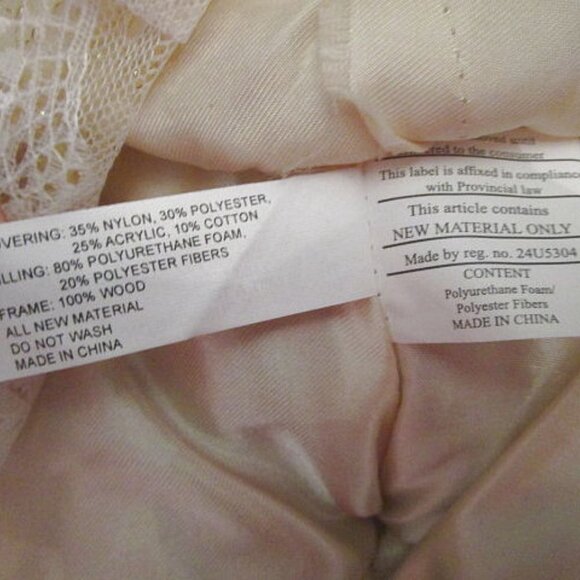 OVERING: 35% NYLON, 30% POLYESTER,
25% ACRYLIC, 10% COTTON
ILLING: 80% POLYURETHANE FOAM,
20% POLYESTER FIBERS
FRAME: 100% WOOD
ALL NEW MATERIAL
DO NOT WASH
MADE IN CHINA
until
to the consumer
This label is affixed in compliance
with Provincial law
This article contains
NEW MATERIAL ONLY
Made by reg. no. 24U5304
CONTENT
Polyurethane Foam/
Polyester Fibers
MADE IN CHINA